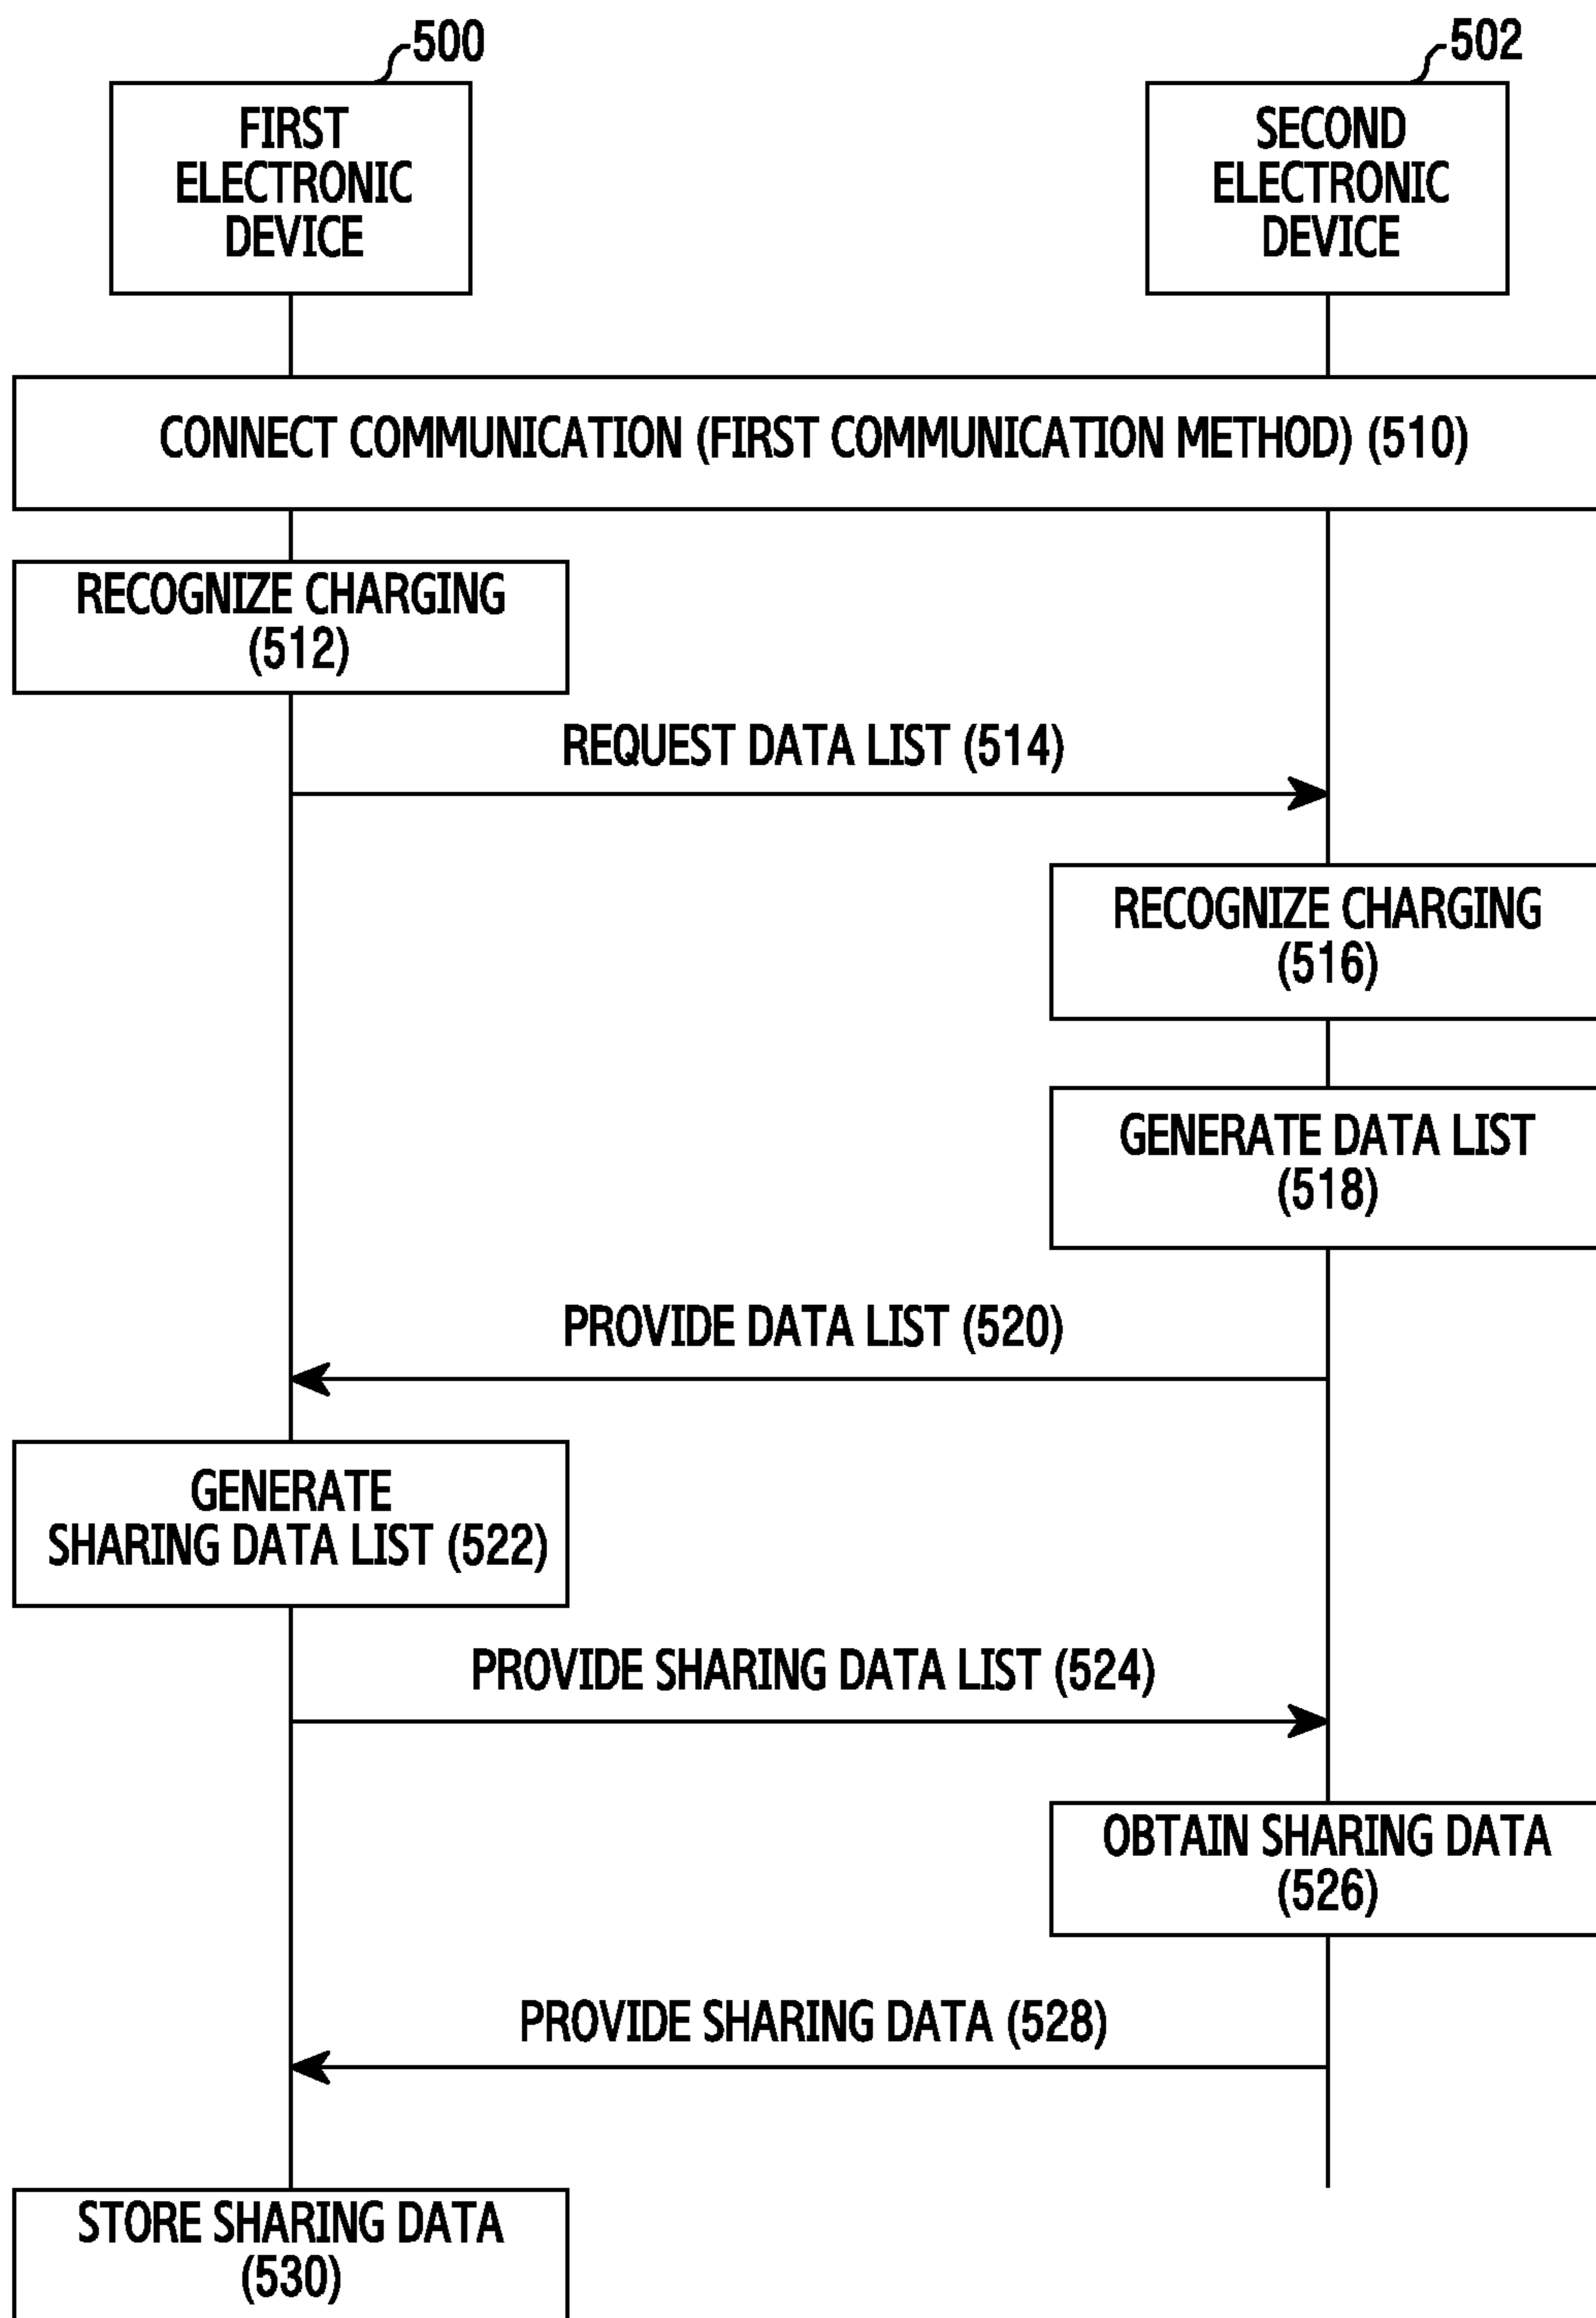 500
502
FIRST
ELECTRONIC
DEVICE
SECOND
ELECTRONIC
DEVICE
CONNECT COMMUNICATION (FIRST COMMUNICATION METHOD) (510)
RECOGNIZE CHARGING
(512)
REQUEST DATA LIST (514)
RECOGNIZE CHARGING
(516)
GENERATE DATA LIST
(518)
PROVIDE DATA LIST (520)
GENERATE
SHARING DATA LIST (522)
PROVIDE SHARING DATA LIST (524)
OBTAIN SHARING DATA
(526)
PROVIDE SHARING DATA (528)
STORE SHARING DATA
(530)